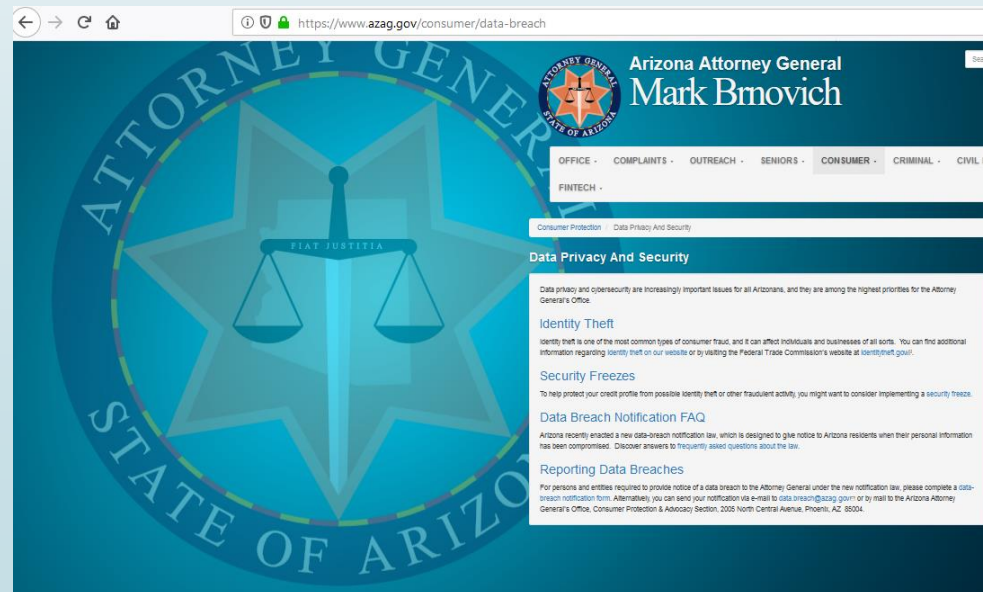 https://www.azag.gov/consumer/data-breach
ATTORNEY GENERAL
STATE OF ARIZONA
FIAT JUSTITIA
ATTORNEY GENERAL
STATE OF ARIZONA
Arizona Attorney General
Mark Brnovich
OFFICE - COMPLAINTS - OUTREACH - SENIORS - CONSUMER - CRIMINAL - CIVIL
FINTECH -
Consumer Protection / Data Privacy And Security
Data Privacy And Security
Data privacy and cybersecurity are increasingly important issues for all Arizonans, and they are among the highest priorities for the Attorney
General's Office.
Identity Theft
Identity theft is one of the most common types of consumer fraud, and it can affect individuals and businesses of all sorts. You can find additional
information regarding identity theft on our website or by visiting the Federal Trade Commission's website at identitytheft.gov.
Security Freezes
To help protect your credit profile from possible identity theft or other fraudulent activity, you might want to consider implementing a security freeze.
Data Breach Notification FAQ
Arizona recently enacted a new data-breach notification law, which is designed to give notice to Arizona residents when their personal information
has been compromised. Discover answers to frequently asked questions about the law.
Reporting Data Breaches
For persons and entities required to provide notice of a data breach to the Attorney General under the new notification law, please complete a data-
breach notification form. Alternatively, you can send your notification via e-mail to data.breach@azag.gov or by mail to the Arizona Attorney
General's Office, Consumer Protection & Advocacy Section, 2005 North Central Avenue, Phoenix, AZ 85004.